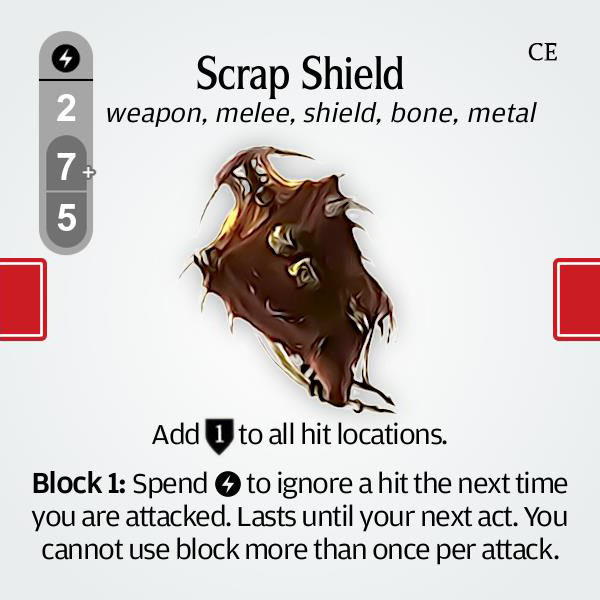 CE
Scrap Shield
2
weapon, melee, shield, bone, metal
7+
5
Add 1 to all hit locations.
Block 1: Spend to ignore a hit the next time
you are attacked. Lasts until your next act. You
cannot use block more than once per attack.